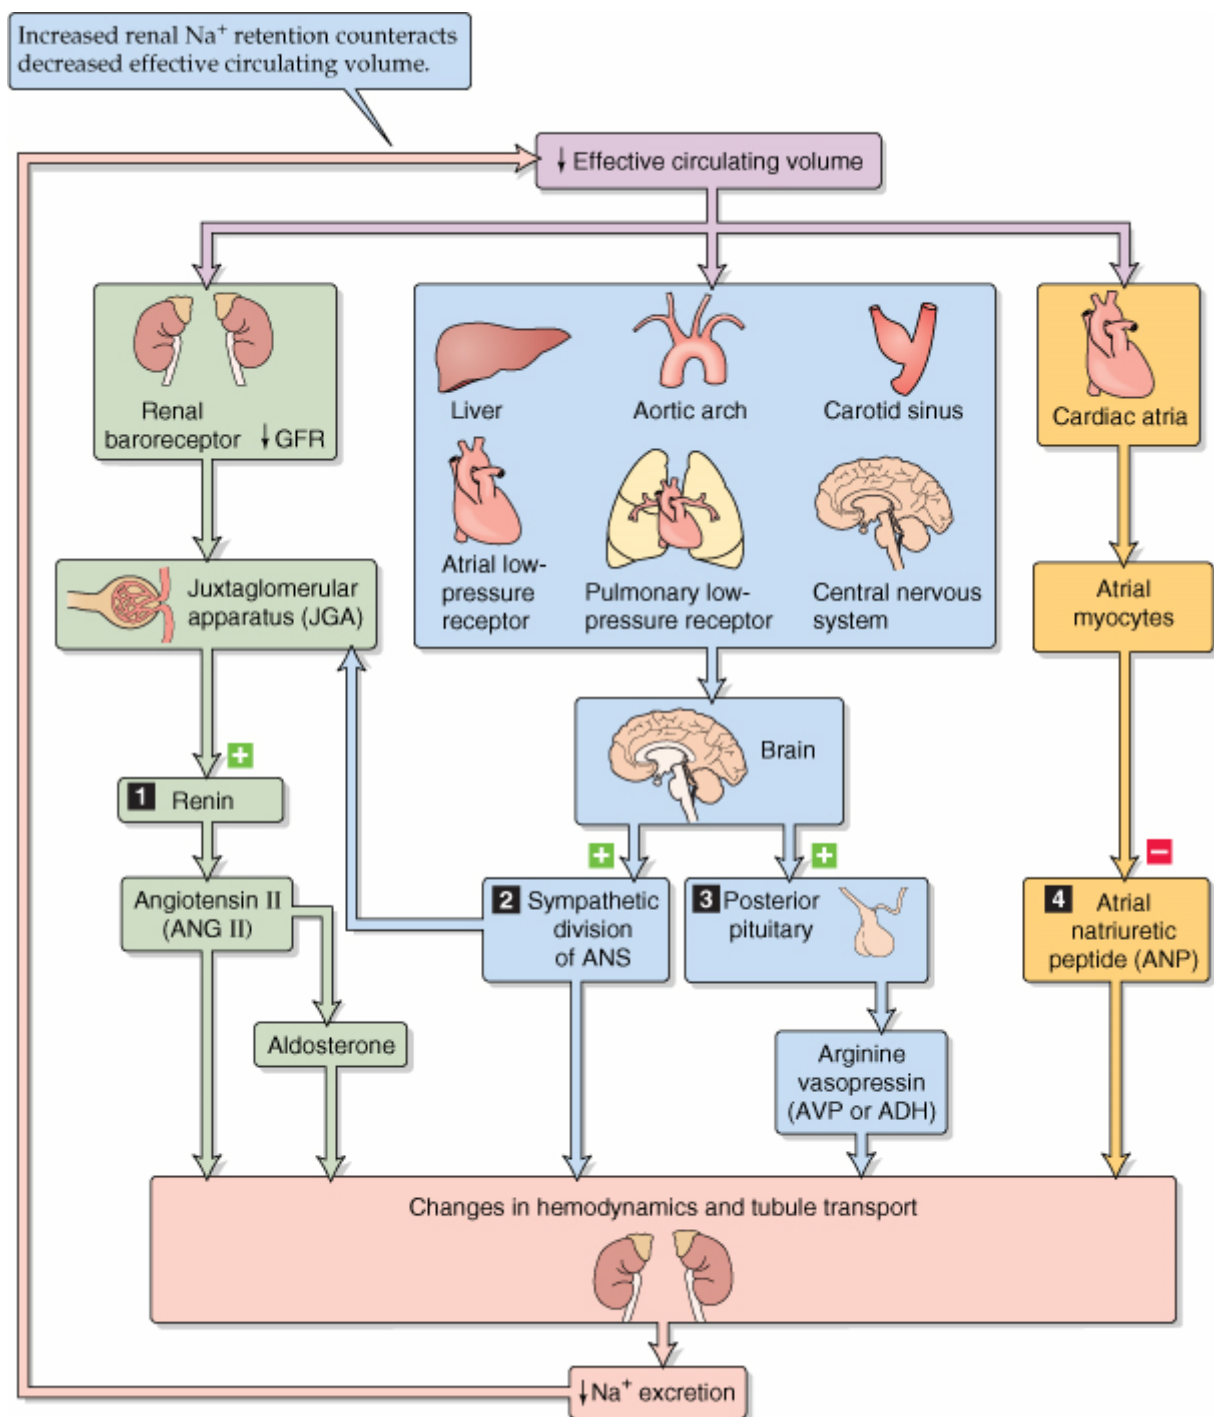 Increased renal Na⁺ retention counteracts
decreased effective circulating volume.
↓ Effective circulating volume
Renal
baroreceptor ↓ GFR
Liver
Aortic arch
Carotid sinus
Atrial low-
pressure
receptor
Pulmonary low-
pressure receptor
Central nervous
system
Cardiac atria
Juxtaglomerular
apparatus (JGA)
Atrial
myocytes
Brain
+
1 Renin
+
+
−
Angiotensin II
(ANG II)
2 Sympathetic
division
of ANS
3 Posterior
pituitary
4 Atrial
natriuretic
peptide (ANP)
Aldosterone
Arginine
vasopressin
(AVP or ADH)
Changes in hemodynamics and tubule transport
↓Na⁺ excretion